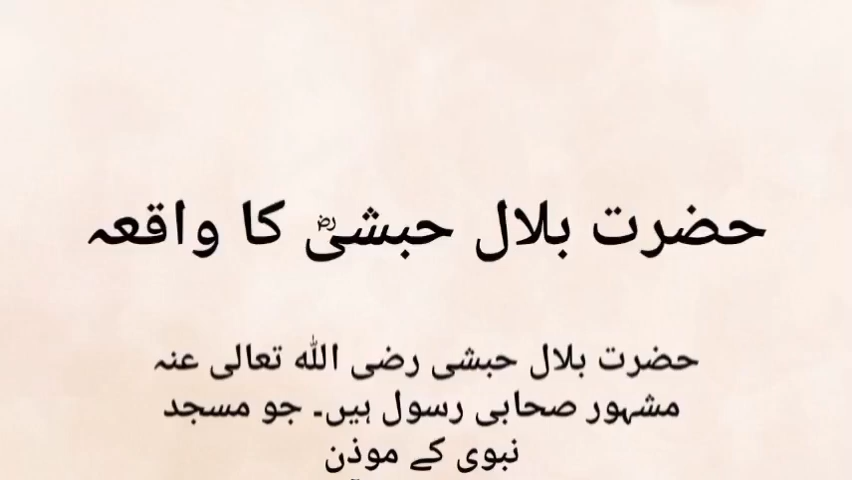 حضرت بلال حبشیؓ کا واقعہ
حضرت بلال حبشی رضی اللہ تعالی عنہ
مشہور صحابی رسول ہیں۔ جو مسجد
نبوی کے موذن